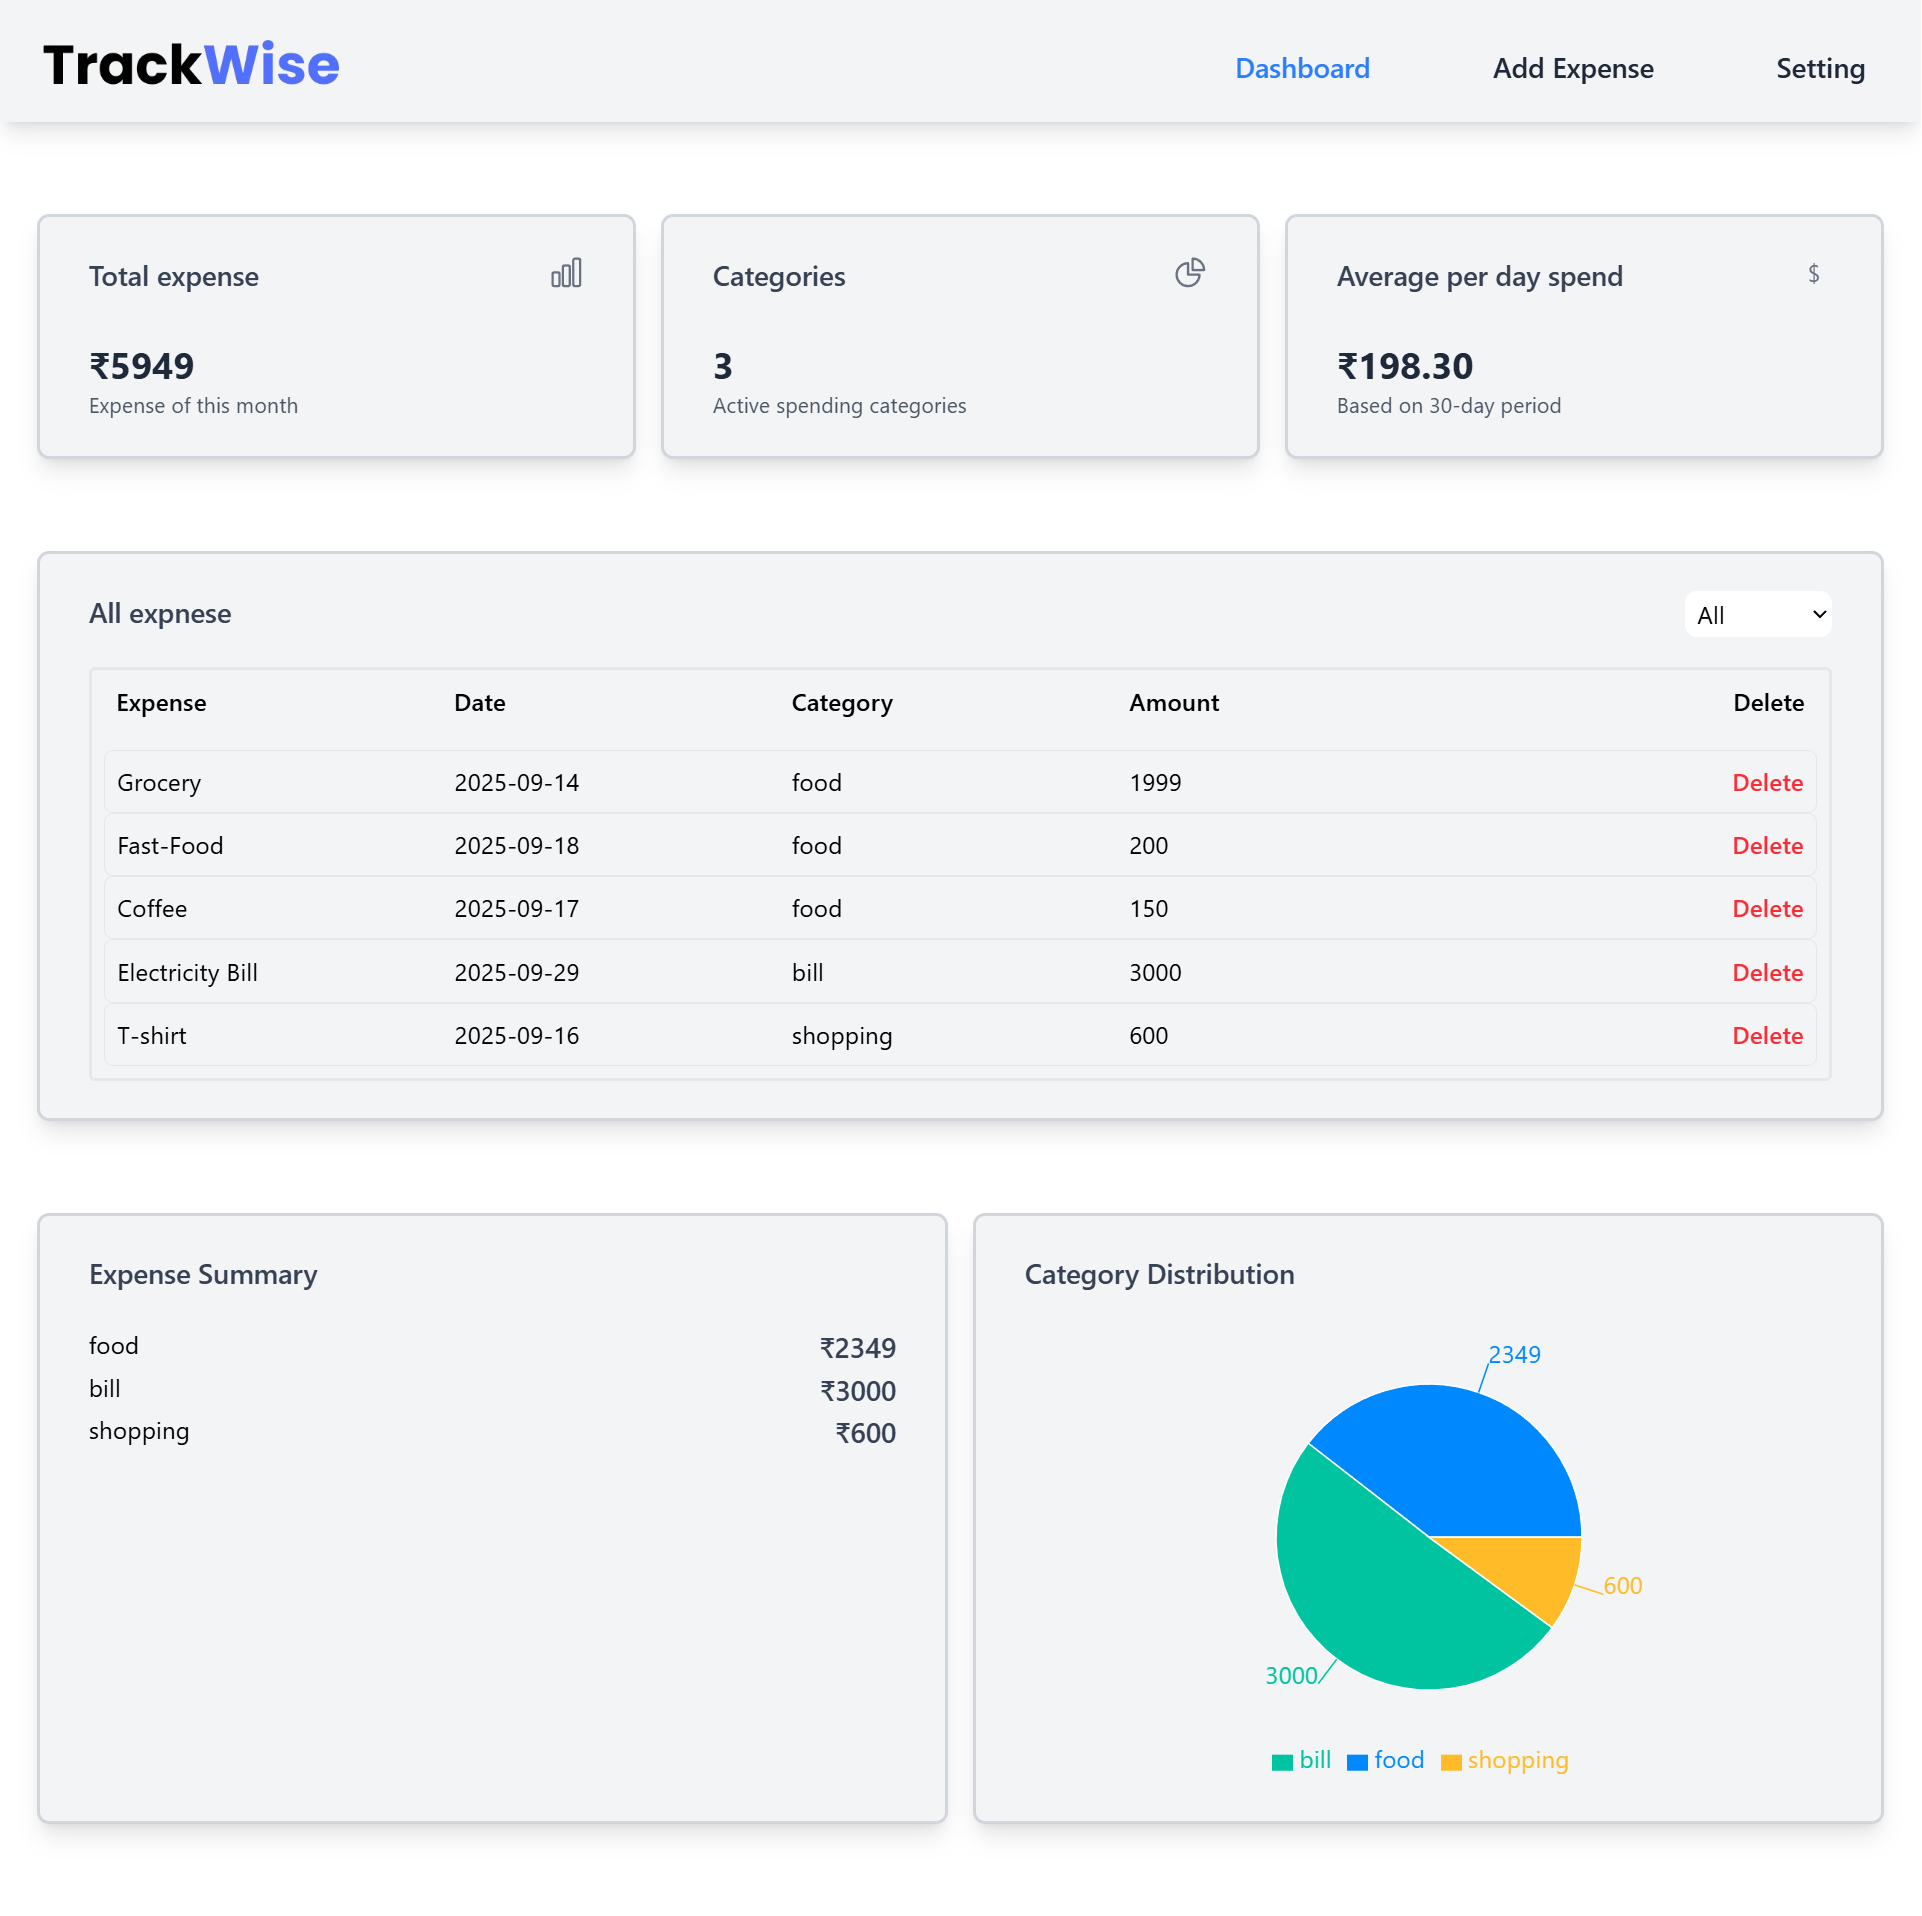 TrackWise
Dashboard Add Expense Setting
Total expense
₹5949
Expense of this month
Categories
3
Active spending categories
Average per day spend $
₹198.30
Based on 30-day period
All expnese All
Expense Date Category Amount Delete
Grocery 2025-09-14 food 1999 Delete
Fast-Food 2025-09-18 food 200 Delete
Coffee 2025-09-17 food 150 Delete
Electricity Bill 2025-09-29 bill 3000 Delete
T-shirt 2025-09-16 shopping 600 Delete
Expense Summary
food ₹2349
bill ₹3000
shopping ₹600
Category Distribution
2349
600
3000
bill food shopping